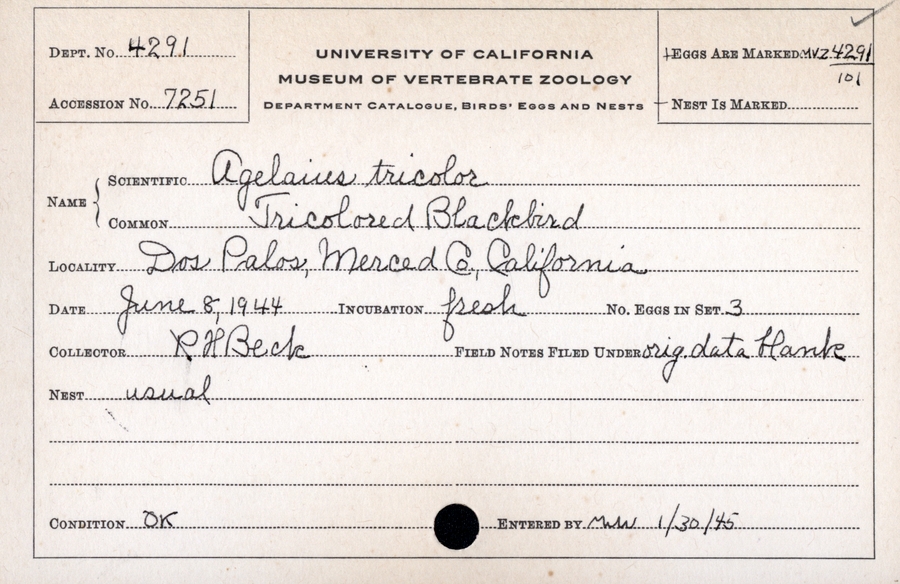 DEPT. NO. 4291
ACCESSION NO. 7251
UNIVERSITY OF CALIFORNIA
MUSEUM OF VERTEBRATE ZOOLOGY
DEPARTMENT CATALOGUE, BIRDS' EGGS AND NESTS
EGGS ARE MARKED MVZ 4291
101
NEST IS MARKED
NAME
SCIENTIFIC Agelaius tricolor
COMMON Tricolored Blackbird
LOCALITY Dos Palos, Merced Co., California
DATE June 8, 1944 INCUBATION fresh NO. EGGS IN SET 3
COLLECTOR R H Beck FIELD NOTES FILED UNDER orig. data blank
NEST usual
CONDITION OK ENTERED BY MW 1/30/45